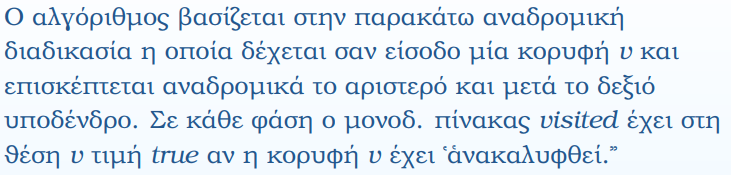 Ο αλγόριθμος βασίζεται στην παρακάτω αναδρομική
διαδικασία η οποία δέχεται σαν είσοδο μία κορυφή υ και
επισκέπτεται αναδρομικά το αριστερό και μετά το δεξιό
υποδένδρο. Σε κάθε φάση ο μονοδ. πίνακας visited έχει στη
ϑέση υ τιμή true αν η κορυφή υ έχει ‘ἁνακαλυφθεί.”